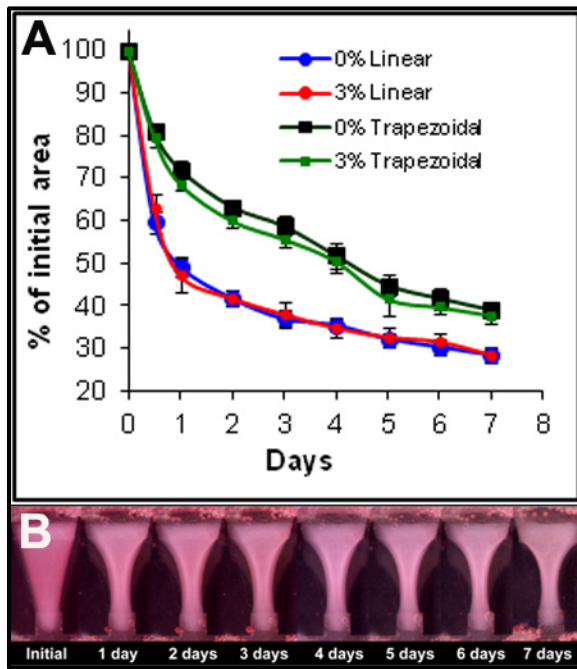 A
% of initial area
100
90
80
70
60
50
40
30
20
0% Linear
3% Linear
0% Trapezoidal
3% Trapezoidal
0 1 2 3 4 5 6 7 8
Days
B
Initial 1 day 2 days 3 days 4 days 5 days 6 days 7 days